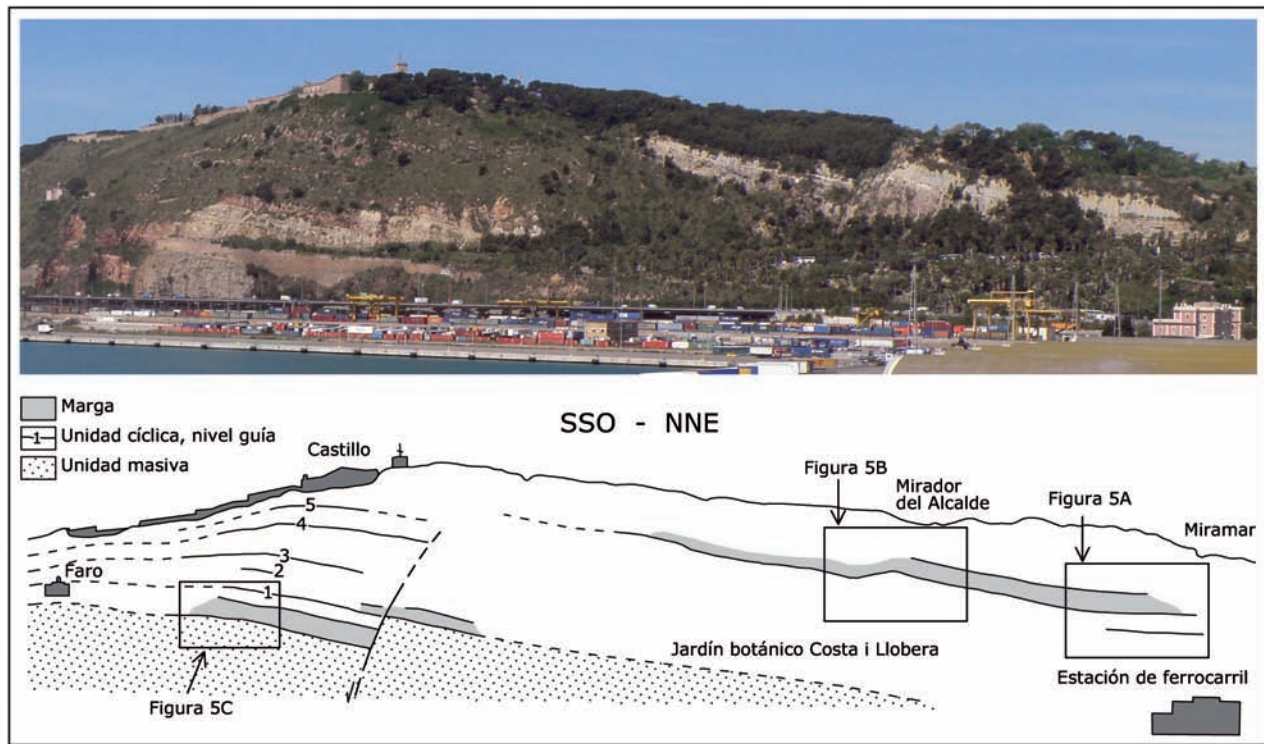 Marga
1 Unidad cíclica, nivel guía
Unidad masiva
SSO - NNE
Castillo
Figura 5B
Mirador
del Alcalde
Figura 5A
Miramar
5
4
3
2
1
Faro
Jardín botánico Costa i Llobera
Estación de ferrocarril
Figura 5C